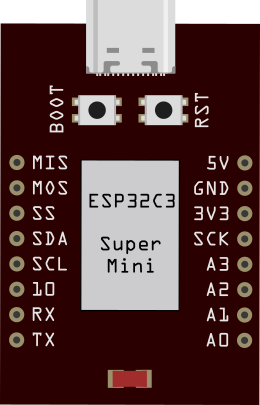 BOOT
RST
MIS
MOS
SS
SDA
SCL
10
RX
TX
ESP32C3
Super
Mini
5V
GND
3V3
SCK
A3
A2
A1
A0